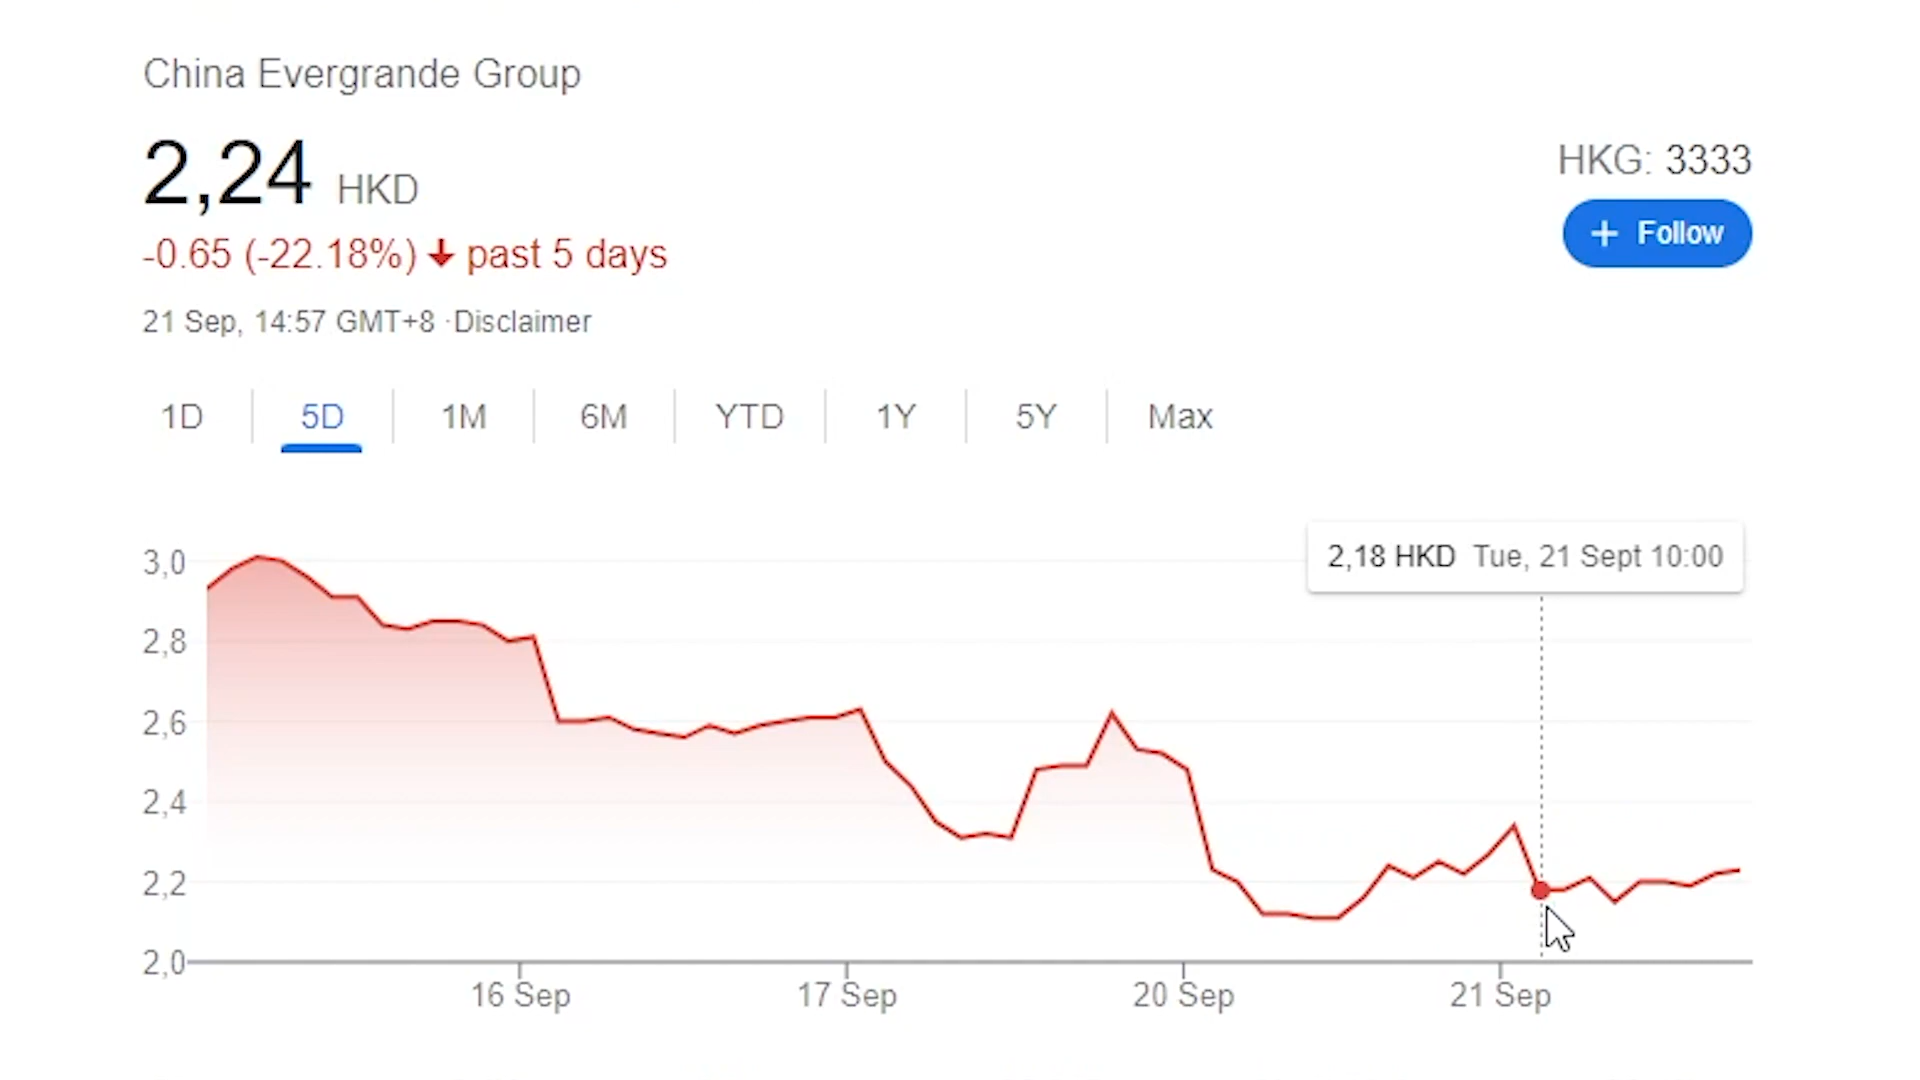 China Evergrande Group
2,24 HKD
HKG: 3333
-0.65 (-22.18%) ↓ past 5 days
+ Follow
21 Sep, 14:57 GMT+8 · Disclaimer
1D 5D 1M 6M YTD 1Y 5Y Max
2,18 HKD Tue, 21 Sept 10:00
3,0
2,8
2,6
2,4
2,2
2,0
16 Sep 17 Sep 20 Sep 21 Sep